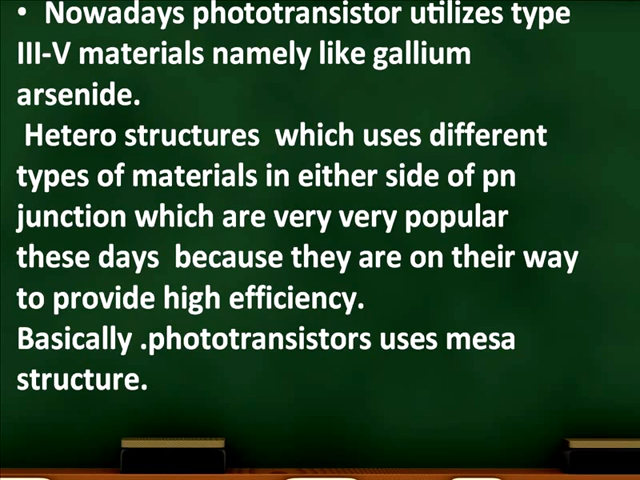 • Nowadays phototransistor utilizes type
III-V materials namely like gallium
arsenide.
Hetero structures which uses different
types of materials in either side of pn
junction which are very very popular
these days because they are on their way
to provide high efficiency.
Basically .phototransistors uses mesa
structure.